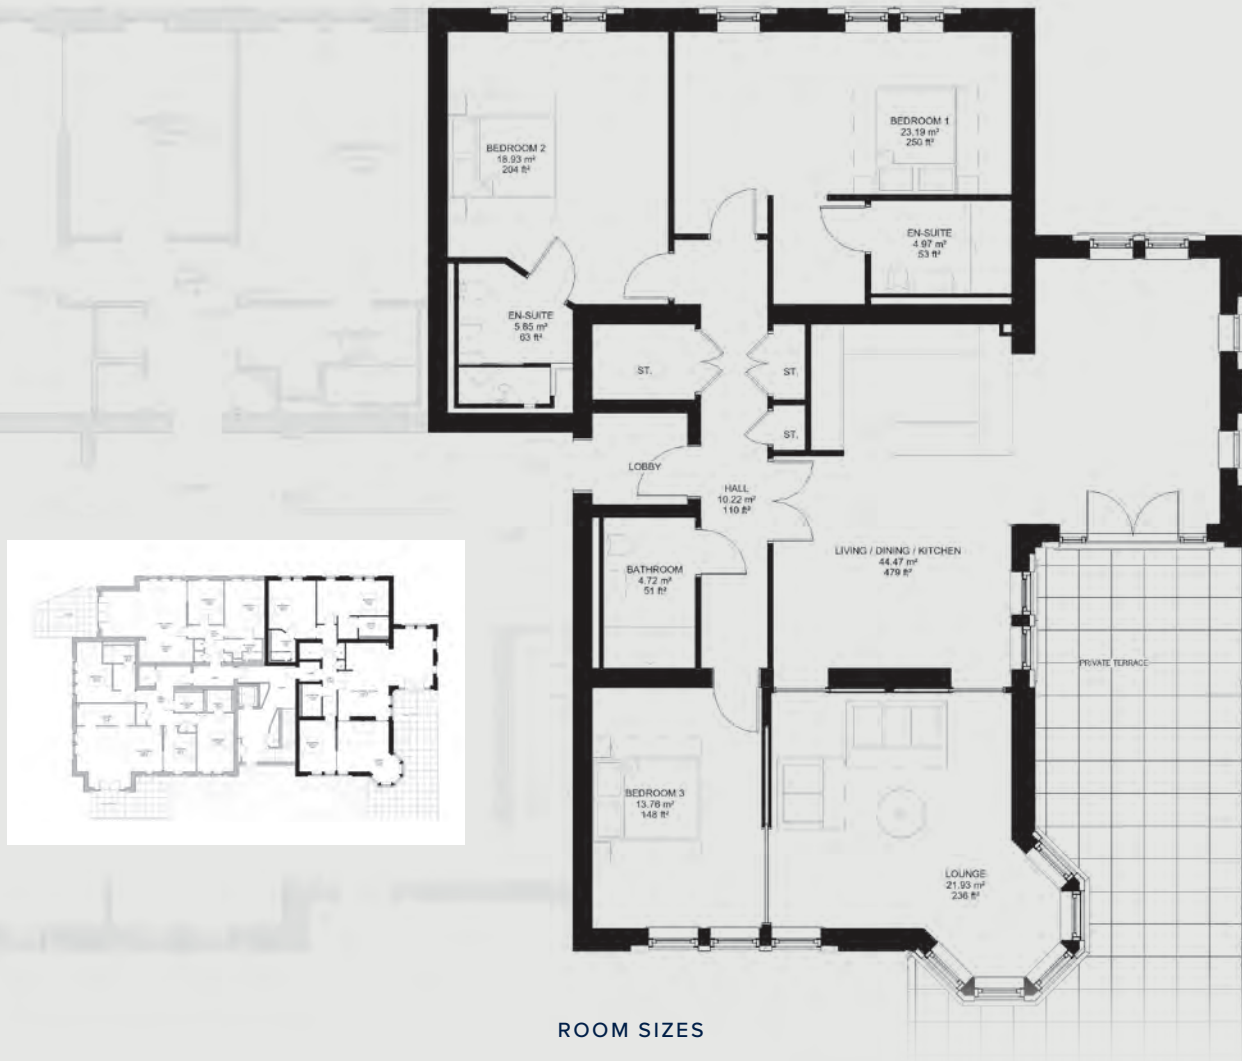 BEDROOM 1
23.19 m²
250 ft²
BEDROOM 2
18.93 m²
204 ft²
EN-SUITE
4.97 m²
53 ft²
EN-SUITE
5.85 m²
63 ft²
ST.
ST.
ST.
LOBBY
HALL
10.22 m²
110 ft²
LIVING / DINING / KITCHEN
44.47 m²
479 ft²
BATHROOM
4.72 m²
51 ft²
PRIVATE TERRACE
BEDROOM 3
13.76 m²
148 ft²
LOUNGE
21.93 m²
236 ft²
ROOM SIZES